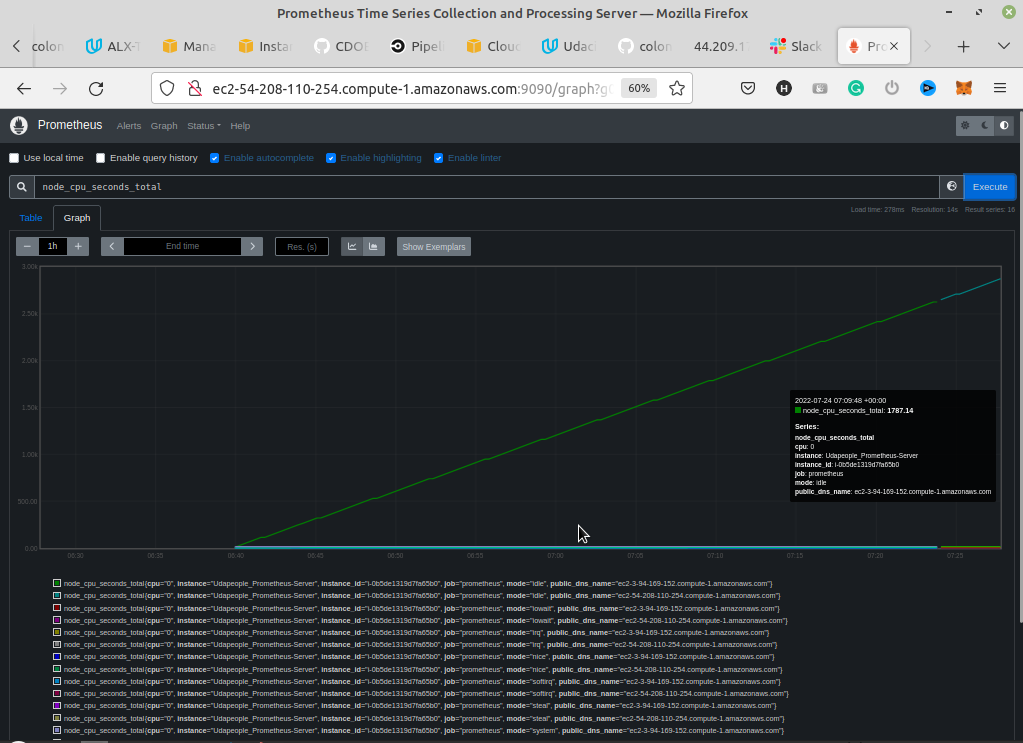 Prometheus Time Series Collection and Processing Server — Mozilla Firefox
colon ALX-T Mana Instan CDOE Pipel Cloud Udaci colon 44.209.1 Slack Pro
ec2-54-208-110-254.compute-1.amazonaws.com:9090/graph?g0 60%
Prometheus Alerts Graph Status Help
Use local time Enable query history Enable autocomplete Enable highlighting Enable linter
node_cpu_seconds_total Execute
Load time: 278ms Resolution: 14s Result series: 16
Table Graph
− 1h + End time Res. (s) Show Exemplars
3.00k
2.50k
2.00k
1.50k
1.00k
500.00
0.00
06:30 06:35 06:40 06:45 06:50 06:55 07:00 07:05 07:10 07:15 07:20 07:25
2022-07-24 07:09:48 +00:00
node_cpu_seconds_total: 1787.14
Series:
node_cpu_seconds_total
cpu: 0
instance: Udapeople_Prometheus-Server
instance_id: i-0b5de1319d7fa65b0
job: prometheus
mode: idle
public_dns_name: ec2-3-94-169-152.compute-1.amazonaws.com
node_cpu_seconds_total{cpu="0", instance="Udapeople_Prometheus-Server", instance_id="i-0b5de1319d7fa65b0", job="prometheus", mode="idle", public_dns_name="ec2-3-94-169-152.compute-1.amazonaws.com"}
node_cpu_seconds_total{cpu="0", instance="Udapeople_Prometheus-Server", instance_id="i-0b5de1319d7fa65b0", job="prometheus", mode="idle", public_dns_name="ec2-54-208-110-254.compute-1.amazonaws.com"}
node_cpu_seconds_total{cpu="0", instance="Udapeople_Prometheus-Server", instance_id="i-0b5de1319d7fa65b0", job="prometheus", mode="iowait", public_dns_name="ec2-3-94-169-152.compute-1.amazonaws.com"}
node_cpu_seconds_total{cpu="0", instance="Udapeople_Prometheus-Server", instance_id="i-0b5de1319d7fa65b0", job="prometheus", mode="iowait", public_dns_name="ec2-54-208-110-254.compute-1.amazonaws.com"}
node_cpu_seconds_total{cpu="0", instance="Udapeople_Prometheus-Server", instance_id="i-0b5de1319d7fa65b0", job="prometheus", mode="irq", public_dns_name="ec2-3-94-169-152.compute-1.amazonaws.com"}
node_cpu_seconds_total{cpu="0", instance="Udapeople_Prometheus-Server", instance_id="i-0b5de1319d7fa65b0", job="prometheus", mode="irq", public_dns_name="ec2-54-208-110-254.compute-1.amazonaws.com"}
node_cpu_seconds_total{cpu="0", instance="Udapeople_Prometheus-Server", instance_id="i-0b5de1319d7fa65b0", job="prometheus", mode="nice", public_dns_name="ec2-3-94-169-152.compute-1.amazonaws.com"}
node_cpu_seconds_total{cpu="0", instance="Udapeople_Prometheus-Server", instance_id="i-0b5de1319d7fa65b0", job="prometheus", mode="nice", public_dns_name="ec2-54-208-110-254.compute-1.amazonaws.com"}
node_cpu_seconds_total{cpu="0", instance="Udapeople_Prometheus-Server", instance_id="i-0b5de1319d7fa65b0", job="prometheus", mode="softirq", public_dns_name="ec2-3-94-169-152.compute-1.amazonaws.com"}
node_cpu_seconds_total{cpu="0", instance="Udapeople_Prometheus-Server", instance_id="i-0b5de1319d7fa65b0", job="prometheus", mode="softirq", public_dns_name="ec2-54-208-110-254.compute-1.amazonaws.com"}
node_cpu_seconds_total{cpu="0", instance="Udapeople_Prometheus-Server", instance_id="i-0b5de1319d7fa65b0", job="prometheus", mode="steal", public_dns_name="ec2-3-94-169-152.compute-1.amazonaws.com"}
node_cpu_seconds_total{cpu="0", instance="Udapeople_Prometheus-Server", instance_id="i-0b5de1319d7fa65b0", job="prometheus", mode="steal", public_dns_name="ec2-54-208-110-254.compute-1.amazonaws.com"}
node_cpu_seconds_total{cpu="0", instance="Udapeople_Prometheus-Server", instance_id="i-0b5de1319d7fa65b0", job="prometheus", mode="system", public_dns_name="ec2-3-94-169-152.compute-1.amazonaws.com"}